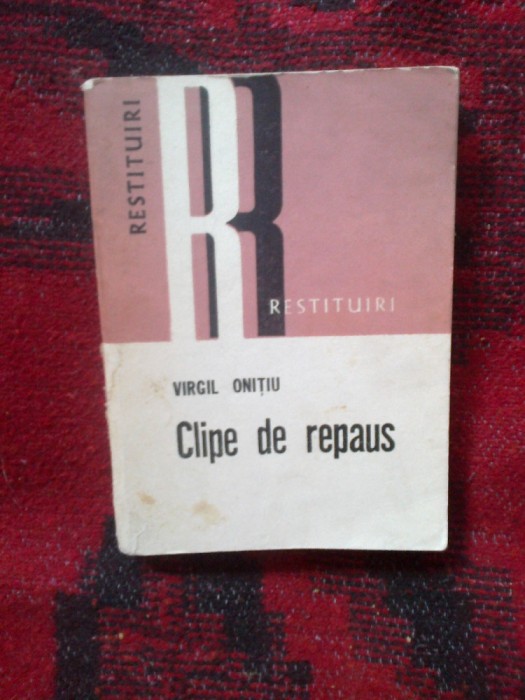 RESTITUIRI
R
RESTITUIRI
VIRGIL ONIȚIU
Clipe de repaus